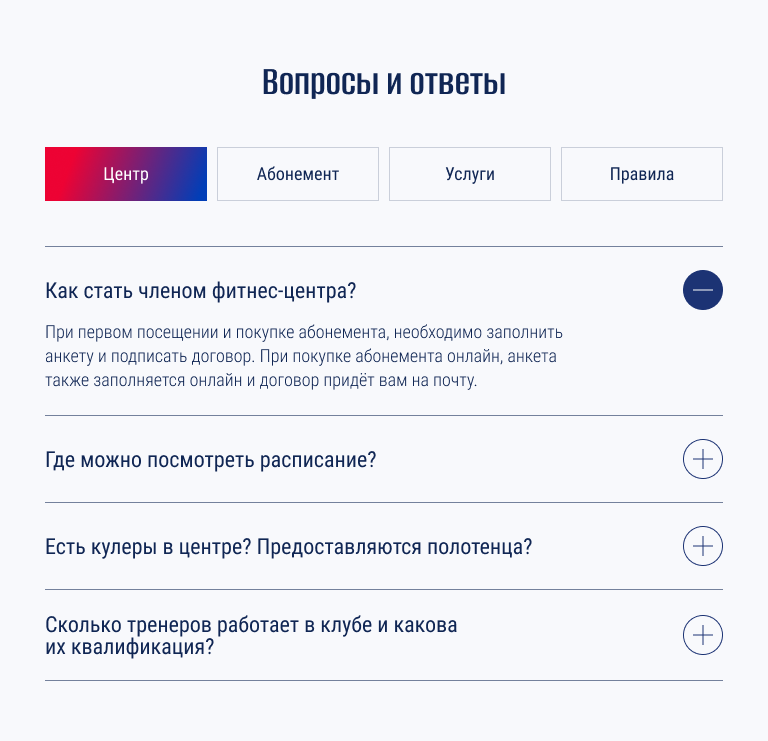 Вопросы и ответы
Центр
Абонемент
Услуги
Правила
Как стать членом фитнес-центра?
При первом посещении и покупке абонемента, необходимо заполнить
анкету и подписать договор. При покупке абонемента онлайн, анкета
также заполняется онлайн и договор придёт вам на почту.
Где можно посмотреть расписание?
Есть кулеры в центре? Предоставляются полотенца?
Сколько тренеров работает в клубе и какова
их квалификация?